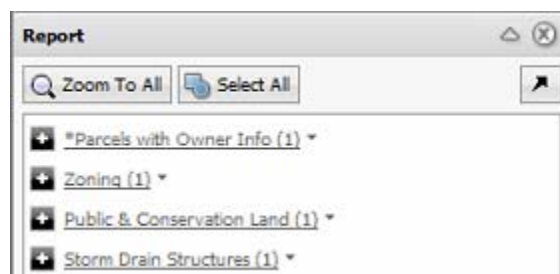 Report
Zoom To All Select All
*Parcels with Owner Info (1)
Zoning (1)
Public & Conservation Land (1)
Storm Drain Structures (1)